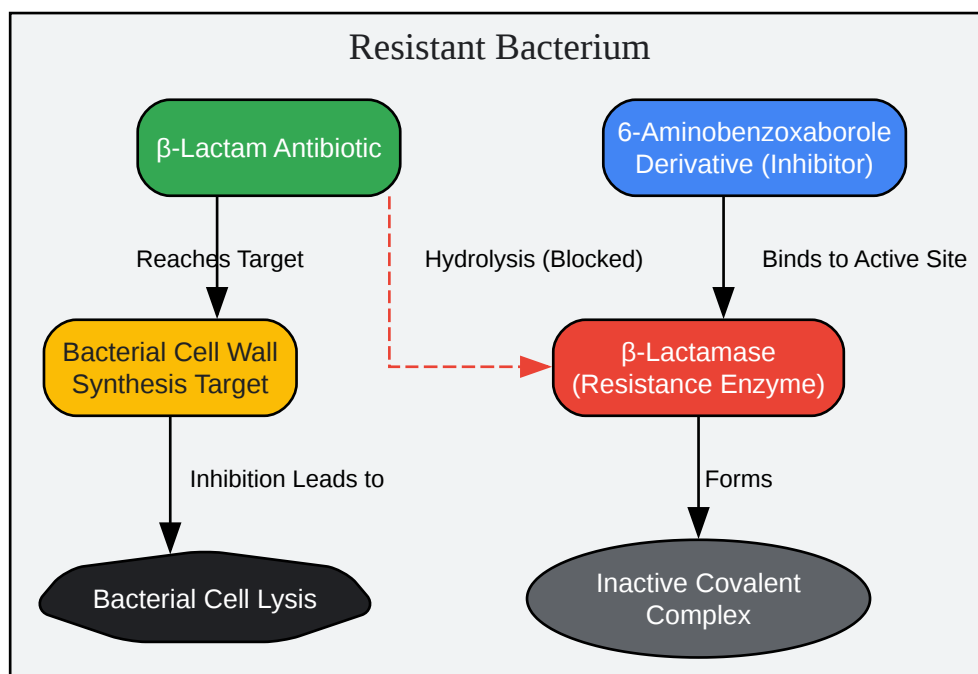 Resistant Bacterium
β-Lactam Antibiotic
6-Aminobenzoxaborole
Derivative (Inhibitor)
Reaches Target
Hydrolysis (Blocked)
Binds to Active Site
Bacterial Cell Wall
Synthesis Target
β-Lactamase
(Resistance Enzyme)
Inhibition Leads to
Forms
Bacterial Cell Lysis
Inactive Covalent
Complex